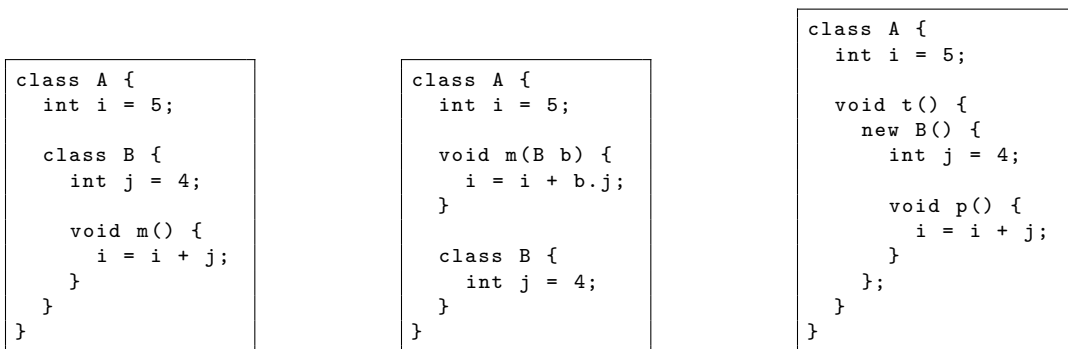 class A {
  int i = 5;

  class B {
    int j = 4;

    void m() {
      i = i + j;
    }
  }
}
class A {
  int i = 5;

  void m(B b) {
    i = i + b.j;
  }

  class B {
    int j = 4;
  }
}
class A {
  int i = 5;

  void t() {
    new B() {
      int j = 4;

      void p() {
        i = i + j;
      }
    };
  }
}